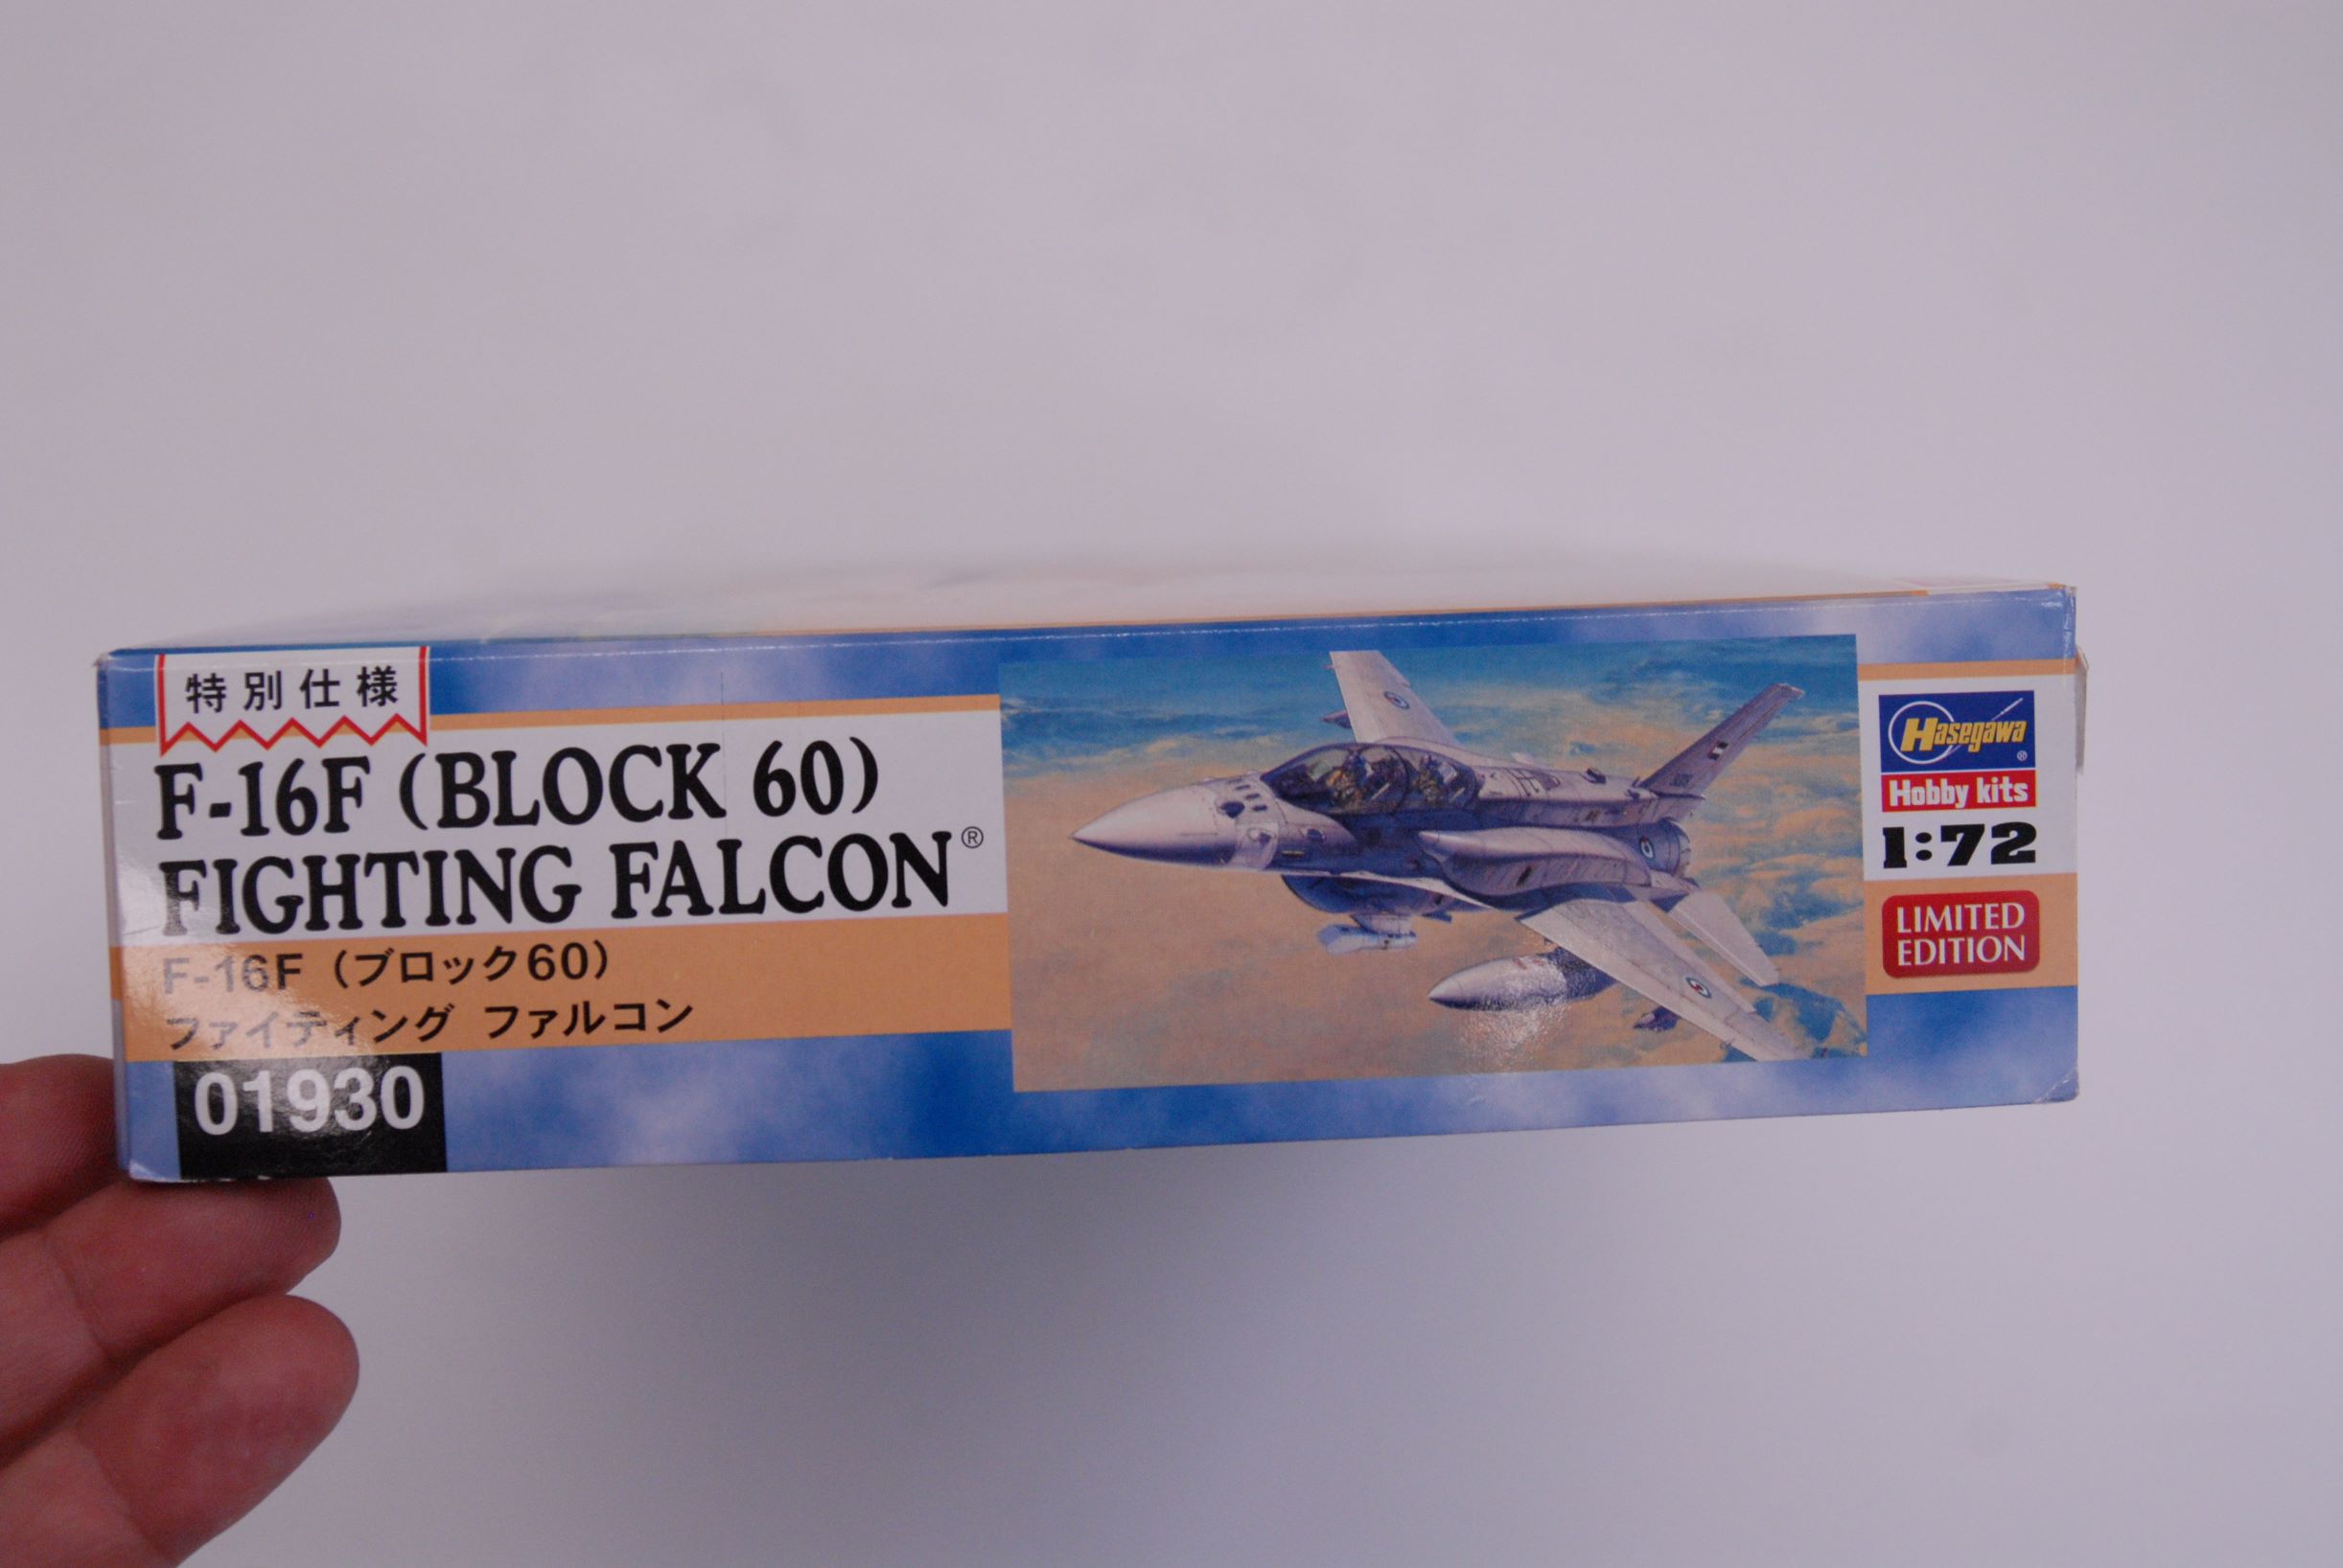 特別仕様
F-16F (BLOCK 60)
FIGHTING FALCON®
F-16F (ブロック60)
ファイティング ファルコン
01930
Hasegawa®
Hobby kits
1:72
LIMITED
EDITION